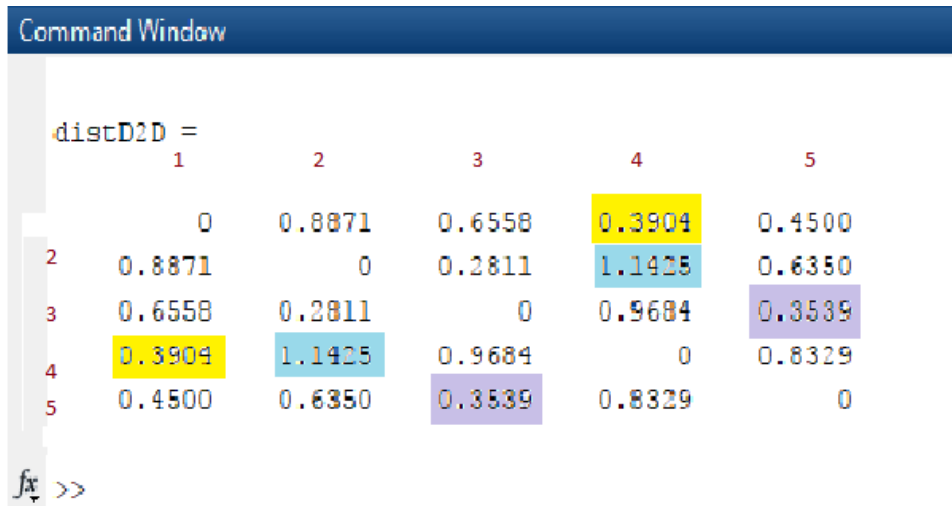 Command Window
distD2D =
1 2 3 4 5
0 0.8871 0.6558 0.3904 0.4500
2 0.8871 0 0.2811 1.1425 0.6350
3 0.6558 0.2811 0 0.9684 0.3539
4 0.3904 1.1425 0.9684 0 0.8329
5 0.4500 0.6350 0.3539 0.8329 0
fx >>